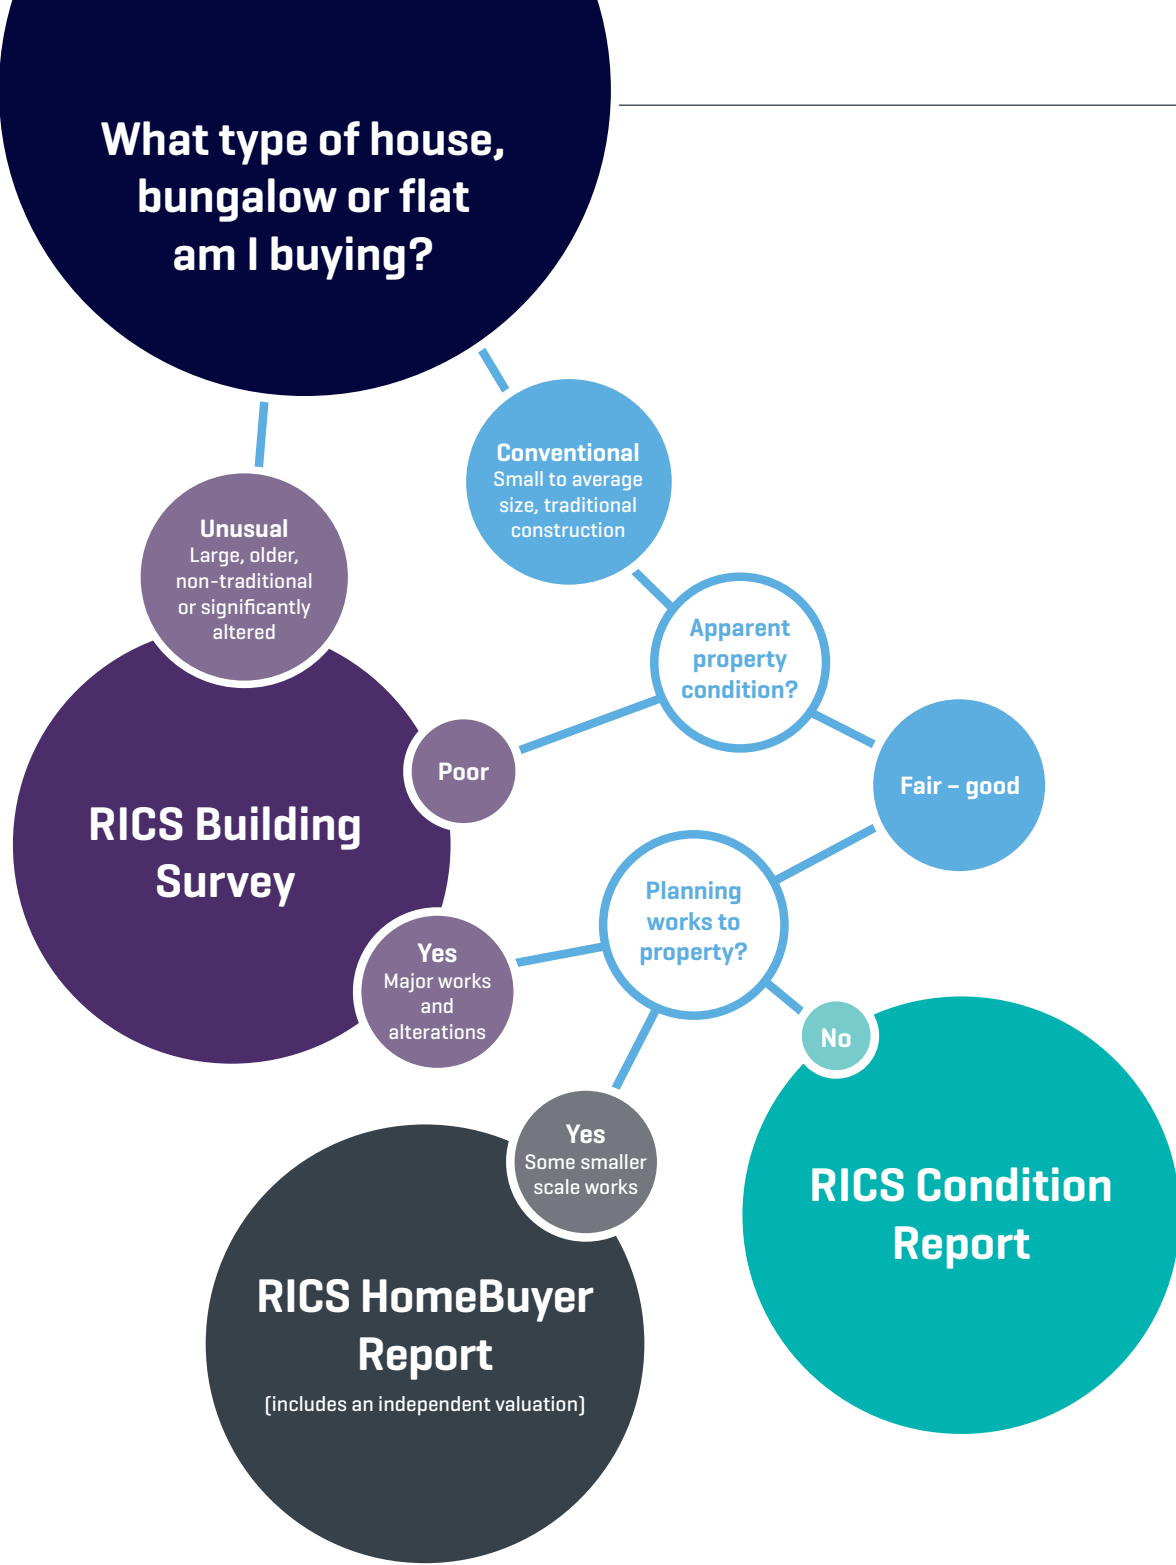 What type of house,
bungalow or flat
am I buying?
Conventional
Small to average
size, traditional
construction
Unusual
Large, older,
non-traditional
or significantly
altered
Apparent
property
condition?
Poor
Fair – good
RICS Building
Survey
Planning
works to
property?
Yes
Major works
and
alterations
No
Yes
Some smaller
scale works
RICS Condition
Report
RICS HomeBuyer
Report
(includes an independent valuation)